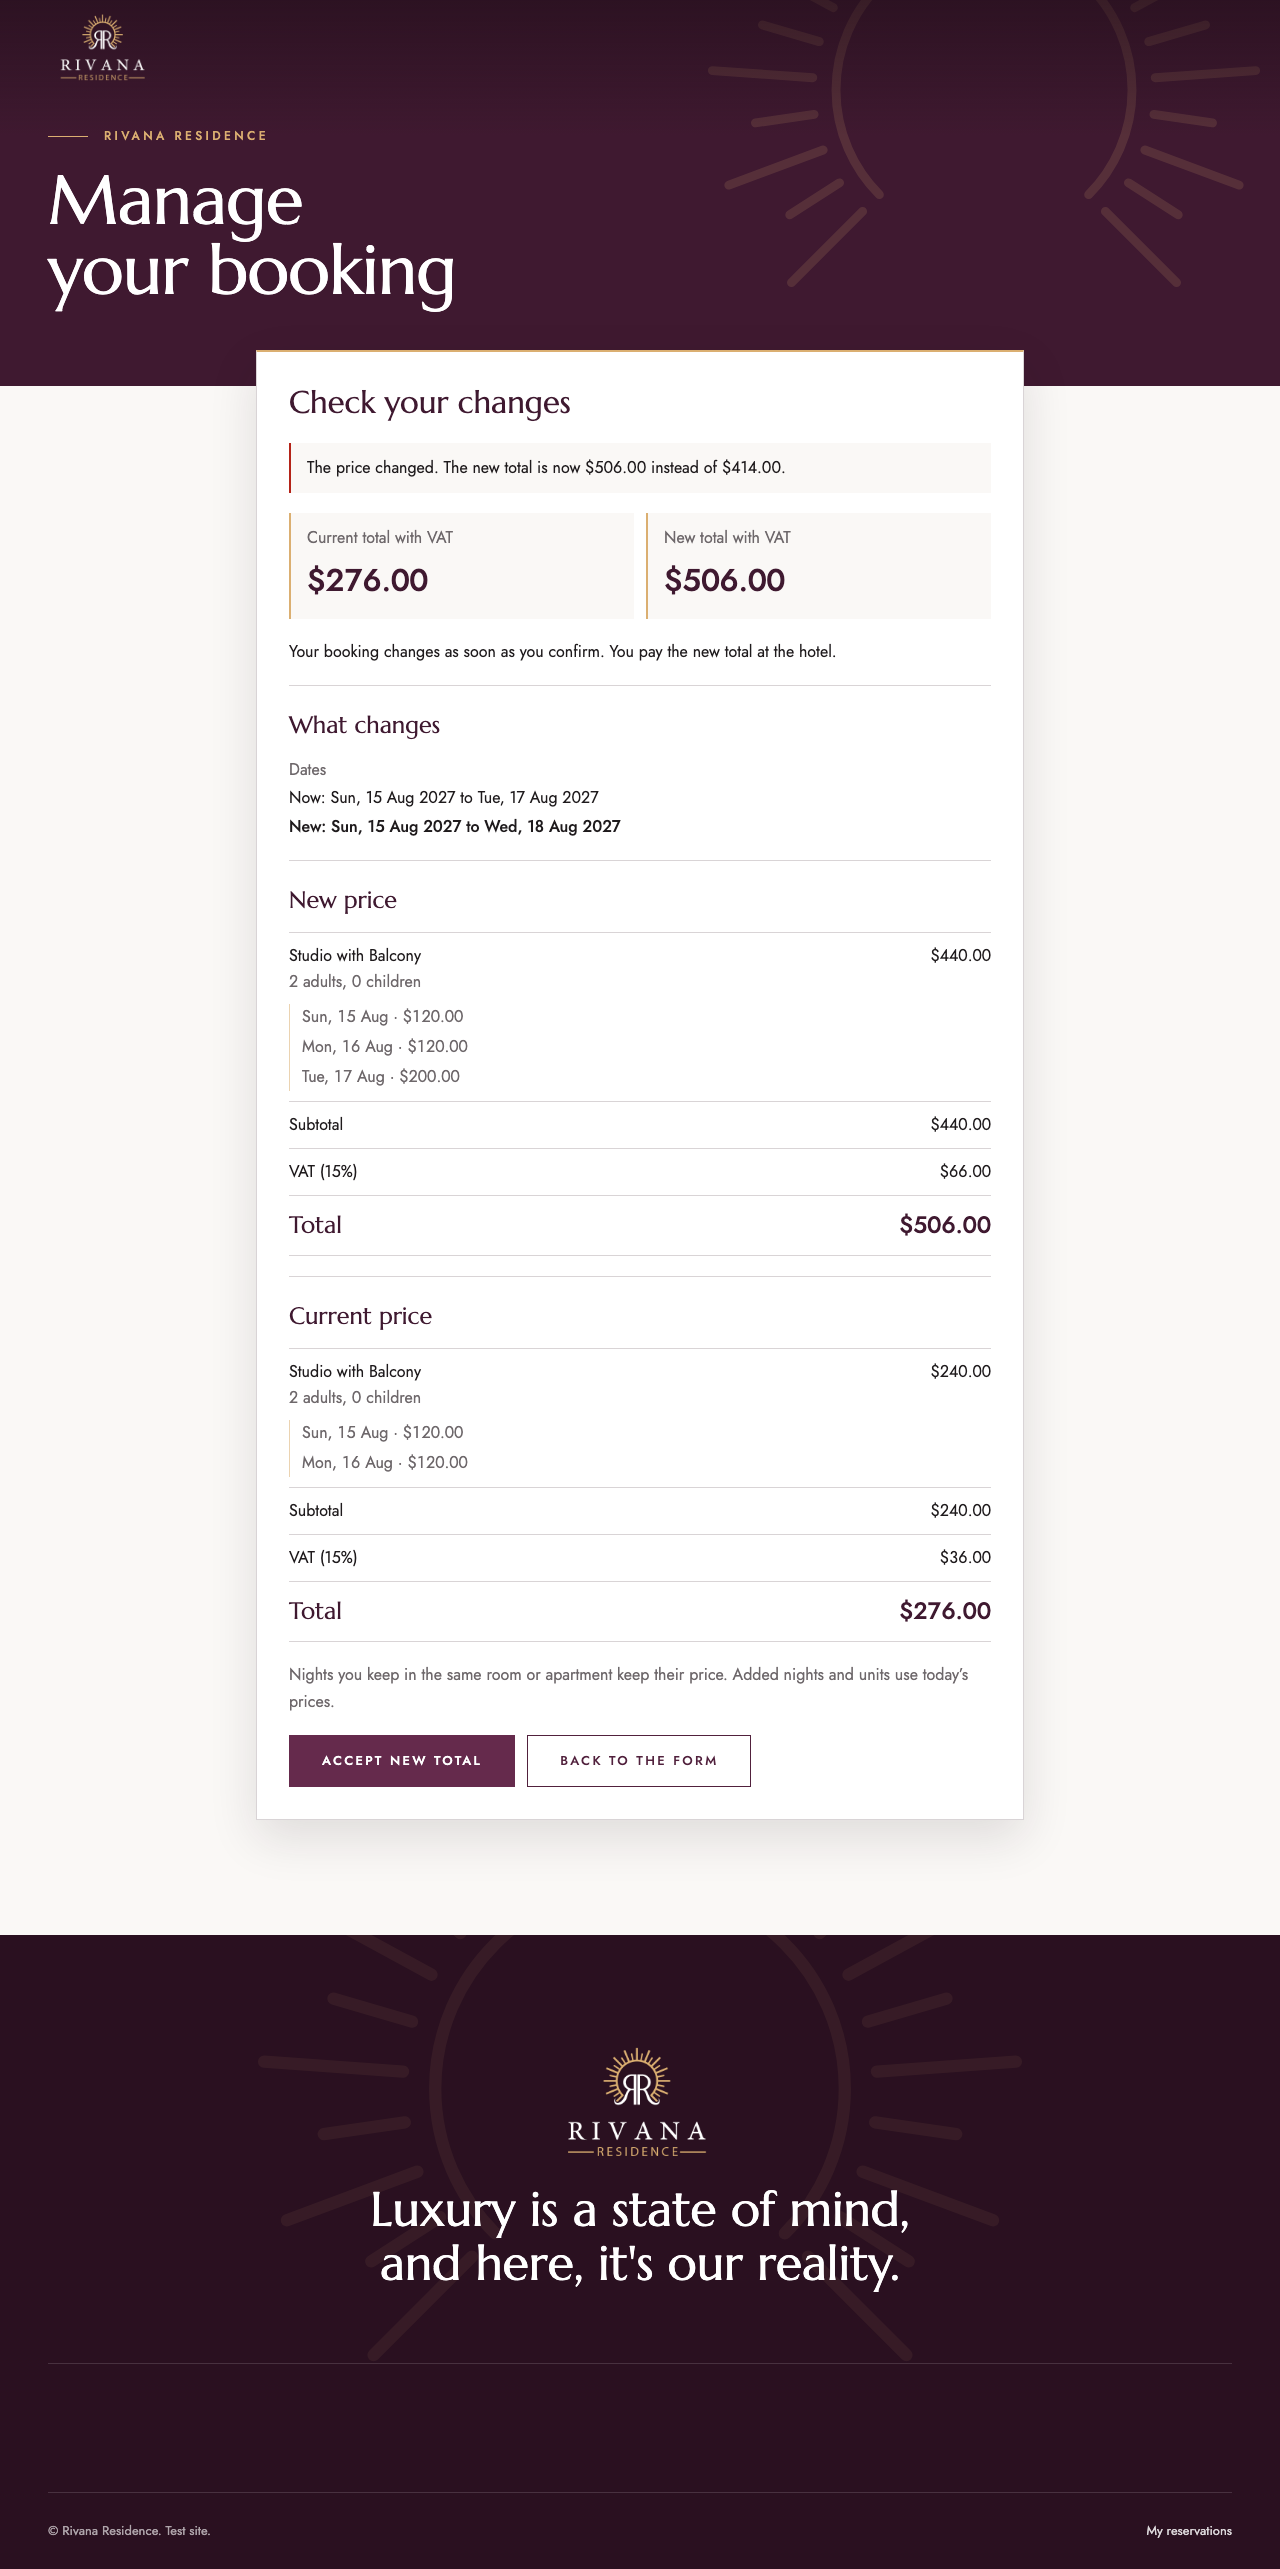 RIVANA
RESIDENCE
RIVANA RESIDENCE
Manage
your booking
Check your changes
The price changed. The new total is now $506.00 instead of $414.00.
Current total with VAT
$276.00
New total with VAT
$506.00
Your booking changes as soon as you confirm. You pay the new total at the hotel.
What changes
Dates
Now: Sun, 15 Aug 2027 to Tue, 17 Aug 2027
New: Sun, 15 Aug 2027 to Wed, 18 Aug 2027
New price
Studio with Balcony $440.00
2 adults, 0 children
Sun, 15 Aug · $120.00
Mon, 16 Aug · $120.00
Tue, 17 Aug · $200.00
Subtotal $440.00
VAT (15%) $66.00
Total $506.00
Current price
Studio with Balcony $240.00
2 adults, 0 children
Sun, 15 Aug · $120.00
Mon, 16 Aug · $120.00
Subtotal $240.00
VAT (15%) $36.00
Total $276.00
Nights you keep in the same room or apartment keep their price. Added nights and units use today’s
prices.
ACCEPT NEW TOTAL BACK TO THE FORM
RIVANA
RESIDENCE
Luxury is a state of mind,
and here, it's our reality.
© Rivana Residence. Test site. My reservations